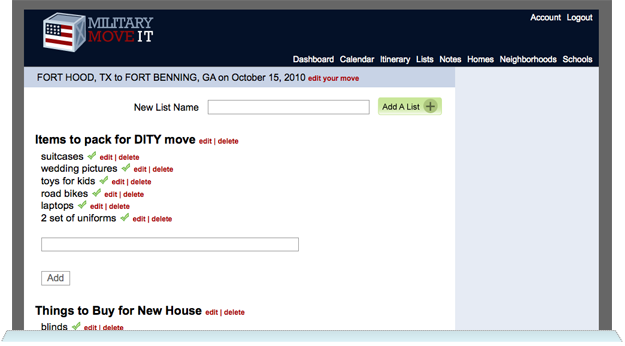 MILITARY
MOVE IT
Account Logout
Dashboard Calendar Itinerary Lists Notes Homes Neighborhoods Schools
FORT HOOD, TX to FORT BENNING, GA on October 15, 2010 edit your move
New List Name Add A List
Items to pack for DITY move edit | delete
suitcases edit | delete
wedding pictures edit | delete
toys for kids edit | delete
road bikes edit | delete
laptops edit | delete
2 set of uniforms edit | delete
Add
Things to Buy for New House edit | delete
blinds edit | delete